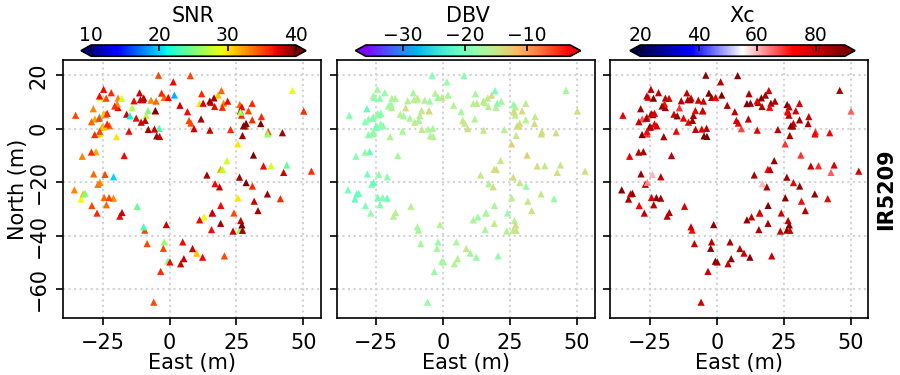 SNR DBV Xc
10 20 30 40 −30 −20 −10 20 40 60 80
20
0
−20
−40
−60
North (m)
IR5209
−25 0 25 50 −25 0 25 50 −25 0 25 50
East (m) East (m) East (m)